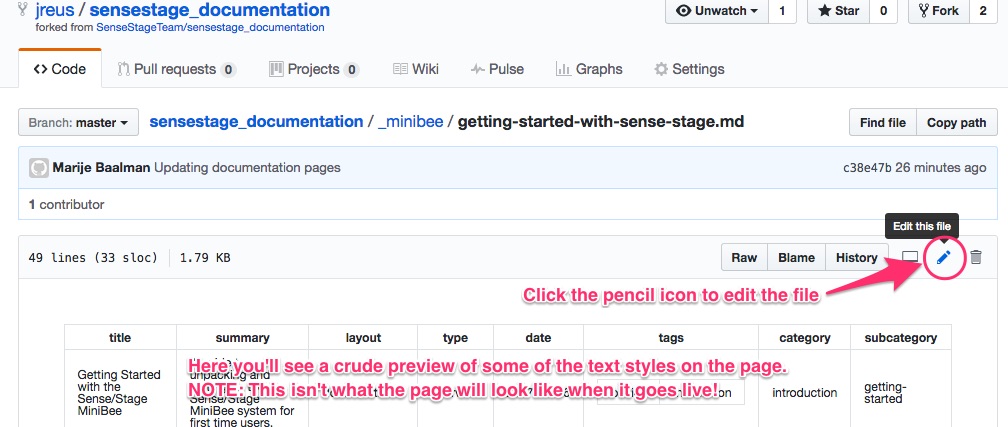 jreus / sensestage_documentation
Unwatch 1 Star 0 Fork 2
forked from SenseStageTeam/sensestage_documentation
Code Pull requests 0 Projects 0 Wiki Pulse Graphs Settings
Branch: master sensestage_documentation / _minibee / getting-started-with-sense-stage.md Find file Copy path
Marije Baalman Updating documentation pages c38e47b 26 minutes ago
1 contributor
Edit this file
49 lines (33 sloc) 1.79 KB Raw Blame History
Click the pencil icon to edit the file
title summary layout type date tags category subcategory
Here you'll see a crude preview of some of the text styles on the page.
NOTE: This isn't what the page will look like when it goes live!
Getting Started
with the
Sense/Stage
MiniBee
unpacking and
Sense/Stage
MiniBee system for
first time users.
introduction
getting-
started